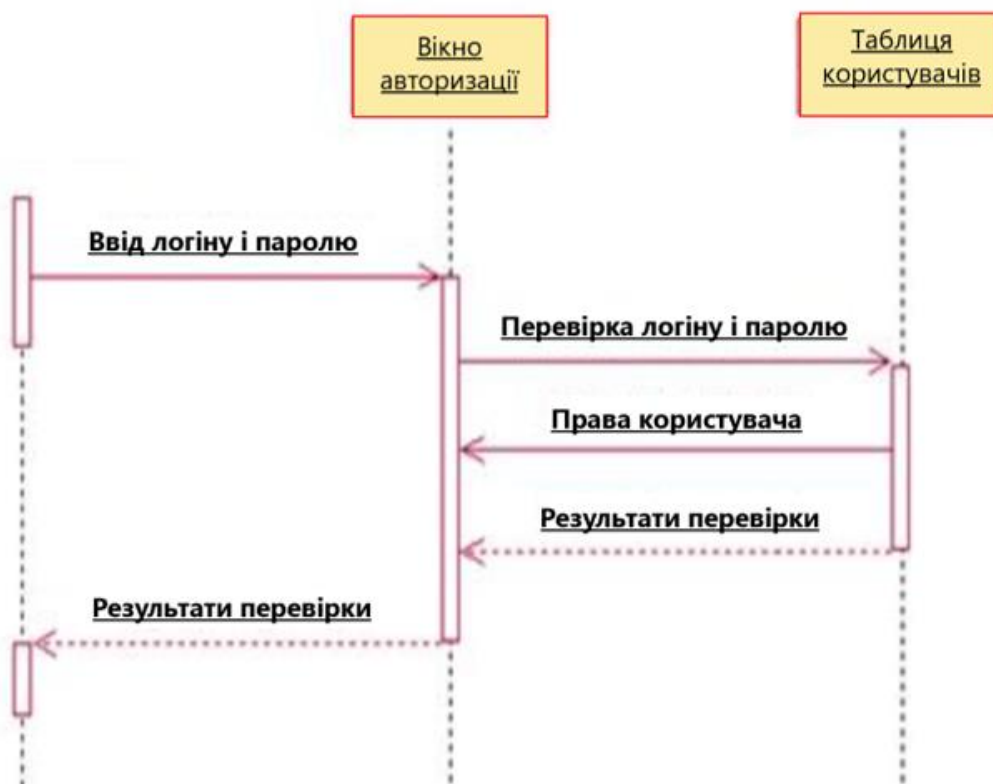 Вікно
авторизації
Таблиця
користувачів
Ввід логіну і паролю
Перевірка логіну і паролю
Права користувача
Результати перевірки
Результати перевірки